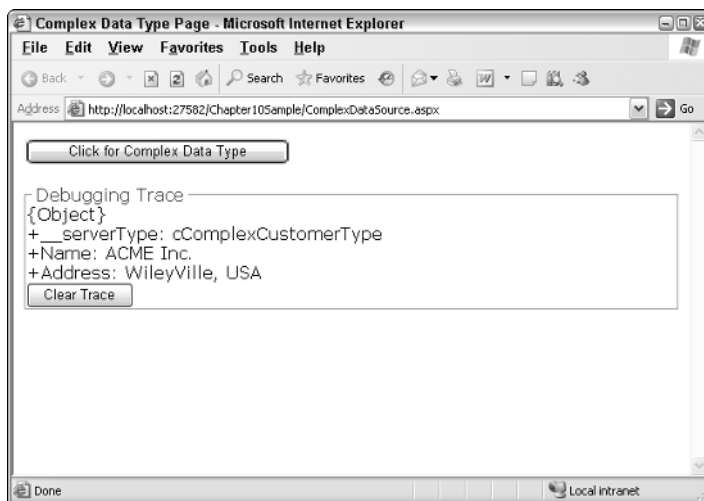 Complex Data Type Page - Microsoft Internet Explorer
File Edit View Favorites Tools Help
Back Search Favorites W
Address http://localhost:27582/Chapter10Sample/ComplexDataSource.aspx Go
Click for Complex Data Type
Debugging Trace
{Object}
+__serverType: cComplexCustomerType
+Name: ACME Inc.
+Address: WileyVille, USA
Clear Trace
Done Local intranet